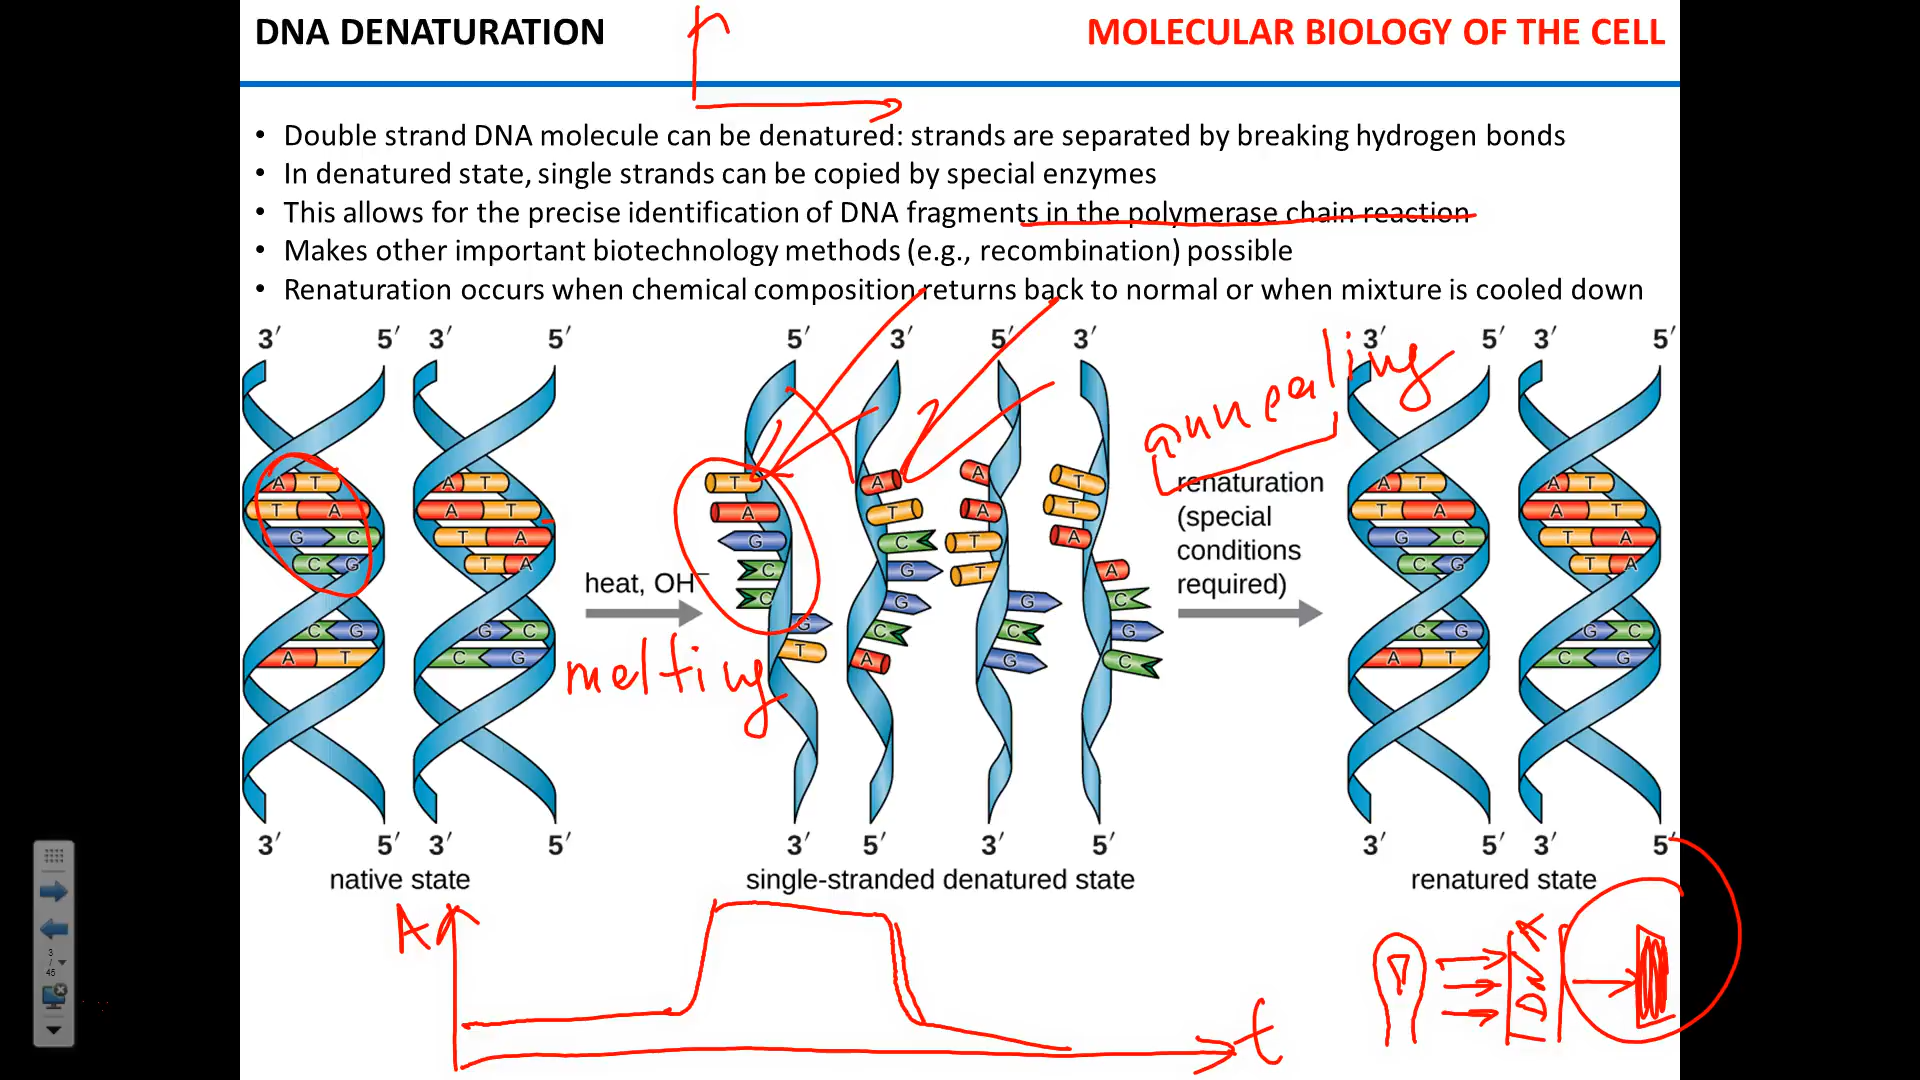 DNA DENATURATION
MOLECULAR BIOLOGY OF THE CELL
• Double strand DNA molecule can be denatured: strands are separated by breaking hydrogen bonds
• In denatured state, single strands can be copied by special enzymes
• This allows for the precise identification of DNA fragments in the polymerase chain reaction
• Makes other important biotechnology methods (e.g., recombination) possible
• Renaturation occurs when chemical composition returns back to normal or when mixture is cooled down
3′ 5′ 3′ 5′ 5′ 3′ 5′ 3′ 3′ 5′ 3′ 5′
annealing
A T A T T A A T A T A T
T A A T A T A T T A A T
G C T A G C T A G C T A
C G T A C G T A C G T A
heat, OH⁻
C G A C
melting
G T G C A
G C G C G C
C G G C C G G C
A T C G A T C G
renaturation
(special
conditions
required)
3′ 5′ 3′ 5′ 3′ 5′ 3′ 5′ 3′ 5′ 3′ 5′
native state
single-stranded denatured state
renatured state
A
t
DNA
3
/
45